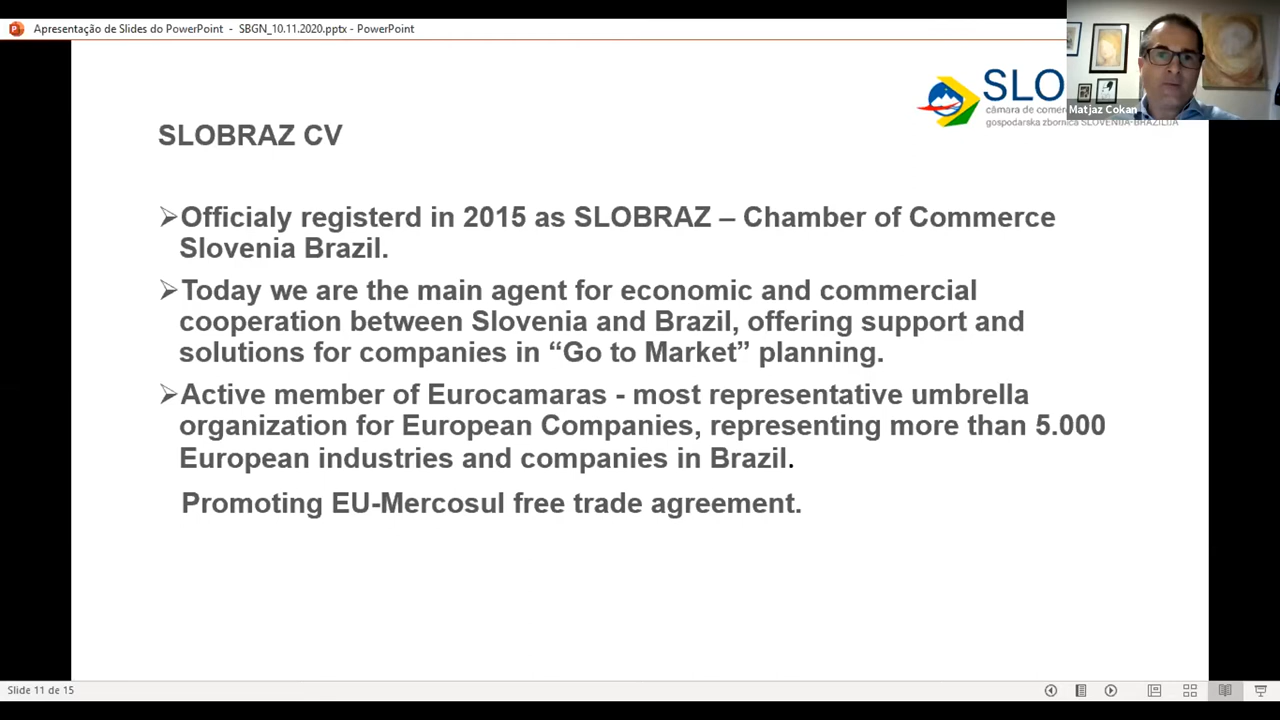 Apresentação de Slides do PowerPoint - SBGN_10.11.2020.pptx - PowerPoint
SLO
câmara de comer
gospodarska zbornica SLOVENIJA-BRAZILIJA
Matjaz Cokan
SLOBRAZ CV
➢Officialy registerd in 2015 as SLOBRAZ – Chamber of Commerce
Slovenia Brazil.
➢Today we are the main agent for economic and commercial
cooperation between Slovenia and Brazil, offering support and
solutions for companies in “Go to Market” planning.
➢Active member of Eurocamaras - most representative umbrella
organization for European Companies, representing more than 5.000
European industries and companies in Brazil.
Promoting EU-Mercosul free trade agreement.
Slide 11 de 15